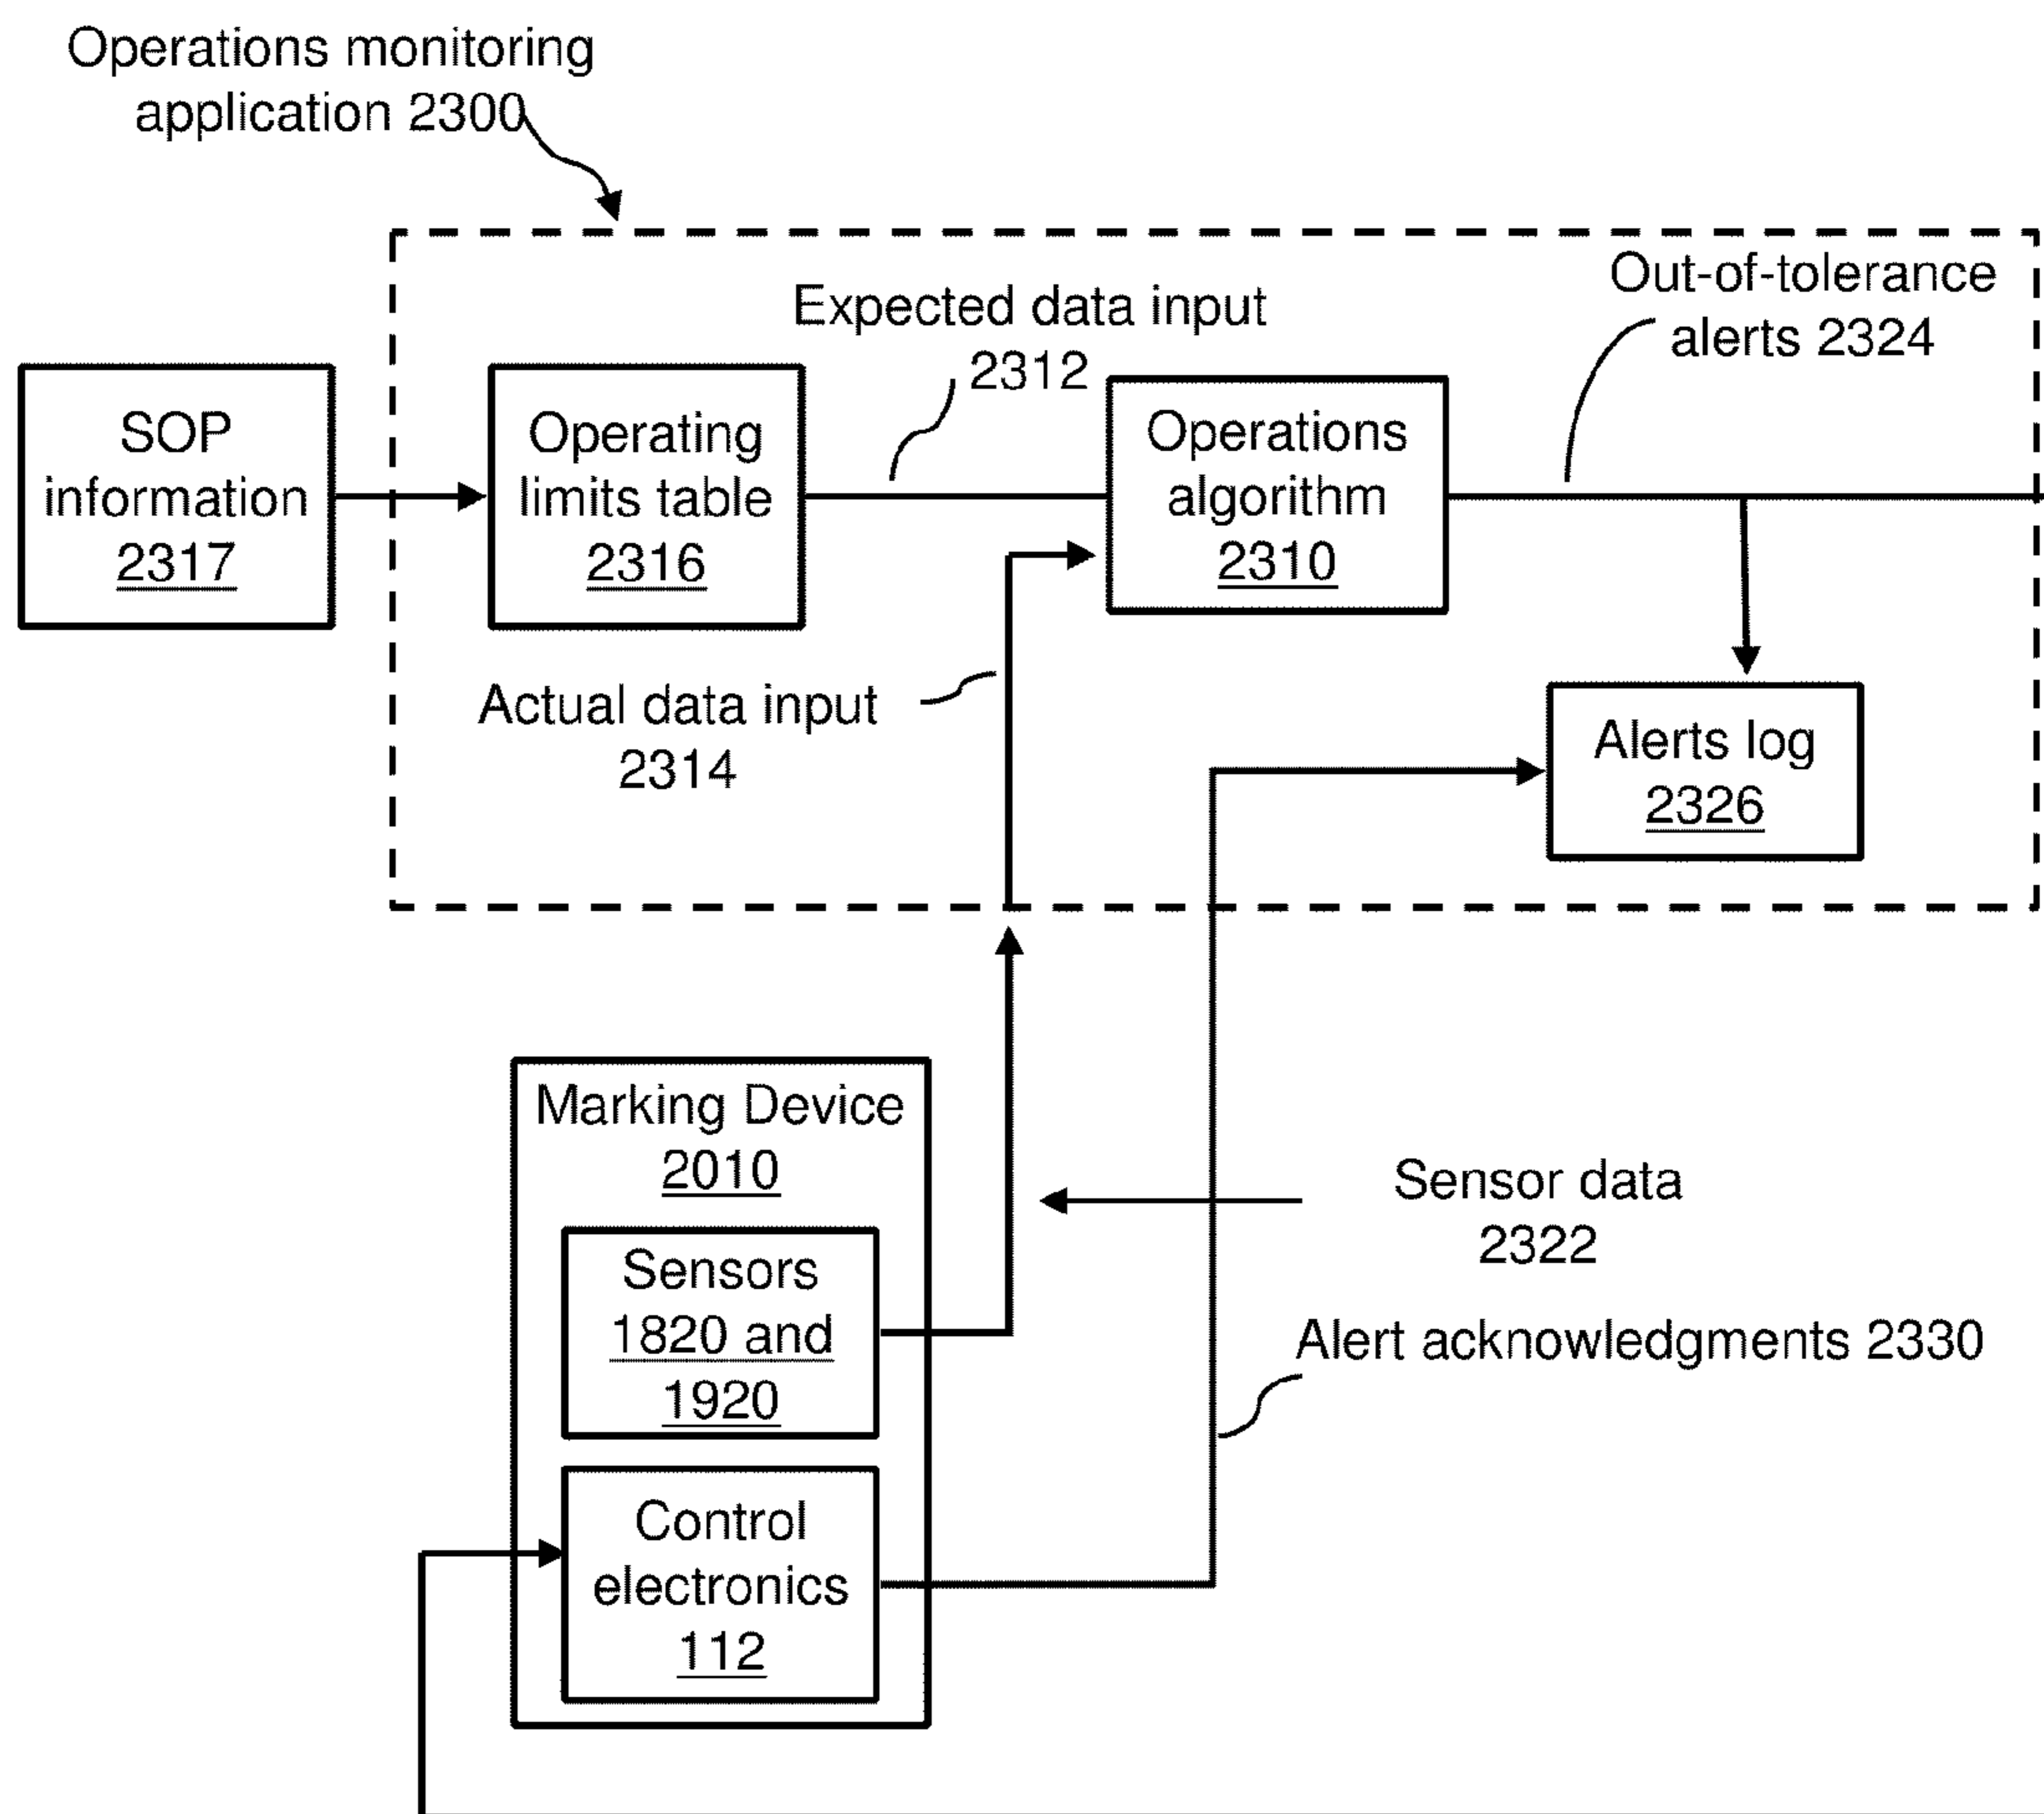 Operations monitoring
application 2300
Out-of-tolerance
alerts 2324
Expected data input
2312
SOP
information
2317
Operating
limits table
2316
Operations
algorithm
2310
Actual data input
2314
Alerts log
2326
Marking Device
2010
Sensors
1820 and
1920
Control
electronics
112
Sensor data
2322
Alert acknowledgments 2330